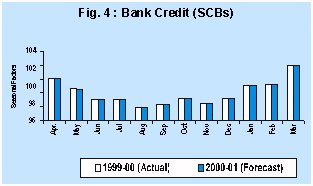 Fig. 4 : Bank Credit (SCBs)
Seasonal Factors
104
102
100
98
96
Apr. May Jun Jul Aug Sep Oct Nov Dec Jan Feb Mar
1999-00 (Actual) 2000-01 (Forecast)